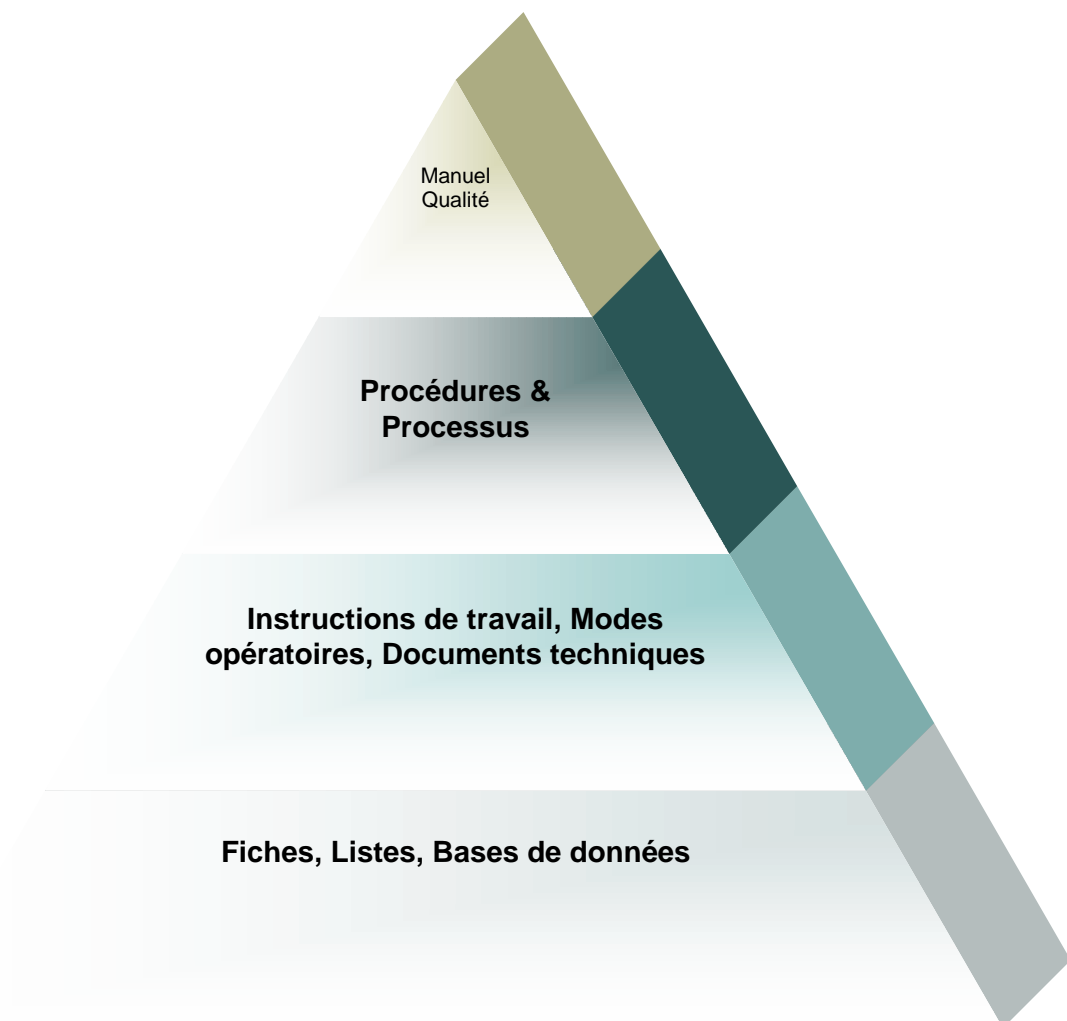 Manuel
Qualité
Procédures &
Processus
Instructions de travail, Modes
opératoires, Documents techniques
Fiches, Listes, Bases de données